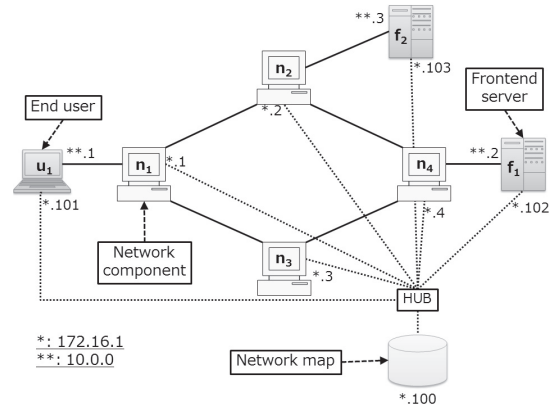 **.3
f2
n2
*.103
Frontend
server
End user
*.2
**.1
n1
*.1
n4
**.2
f1
u1
*.101
*.4
*.102
Network
component
n3
*.3
HUB
*: 172.16.1
**: 10.0.0
Network map
*.100